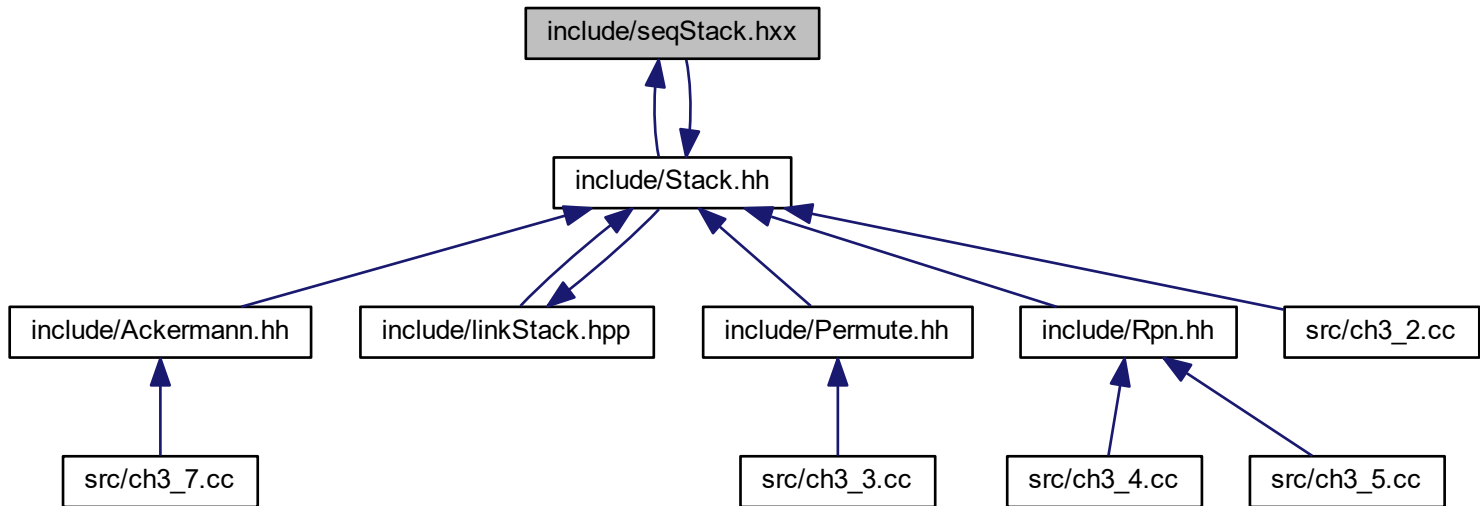 include/seqStack.hxx
include/Stack.hh
include/Ackermann.hh
include/linkStack.hpp
include/Permute.hh
include/Rpn.hh
src/ch3_2.cc
src/ch3_7.cc
src/ch3_3.cc
src/ch3_4.cc
src/ch3_5.cc